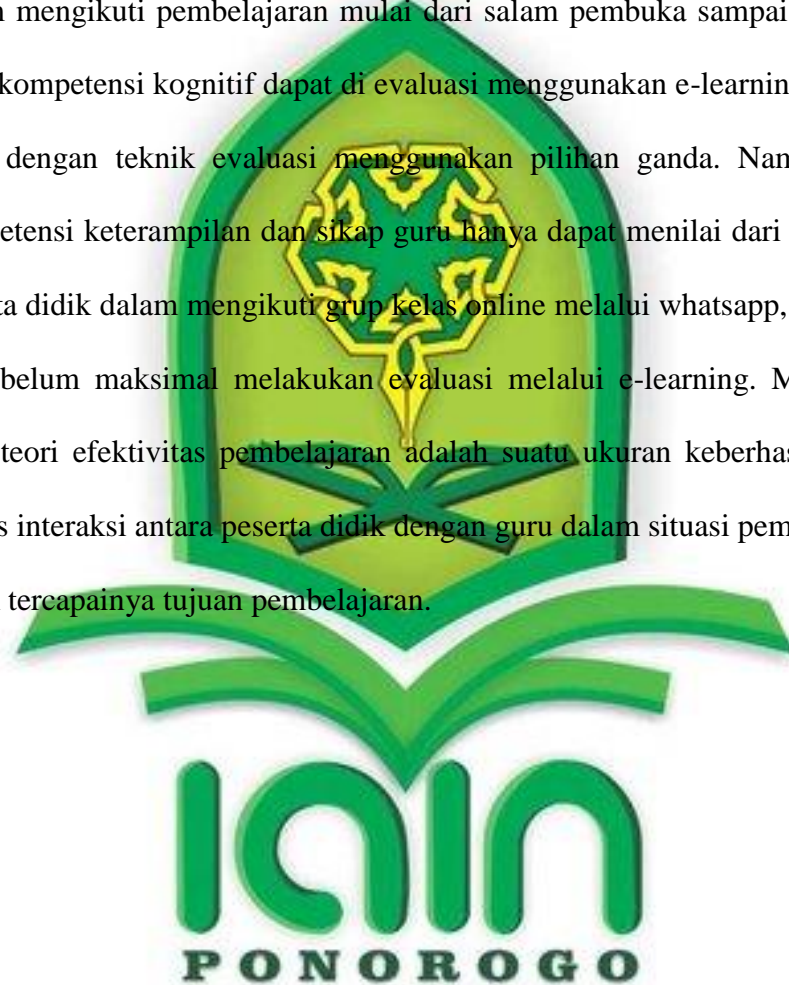 mengikuti pembelajaran mulai dari salam pembuka sampai
kompetensi kognitif dapat di evaluasi menggunakan e-learnin
dengan teknik evaluasi menggunakan pilihan ganda. Nam
etensi keterampilan dan sikap guru hanya dapat menilai dari
ta didik dalam mengikuti grup kelas online melalui whatsapp,
belum maksimal melakukan evaluasi melalui e-learning. M
teori efektivitas pembelajaran adalah suatu ukuran keberhas
s interaksi antara peserta didik dengan guru dalam situasi pem
tercapainya tujuan pembelajaran.
IAIN
PONOROGO